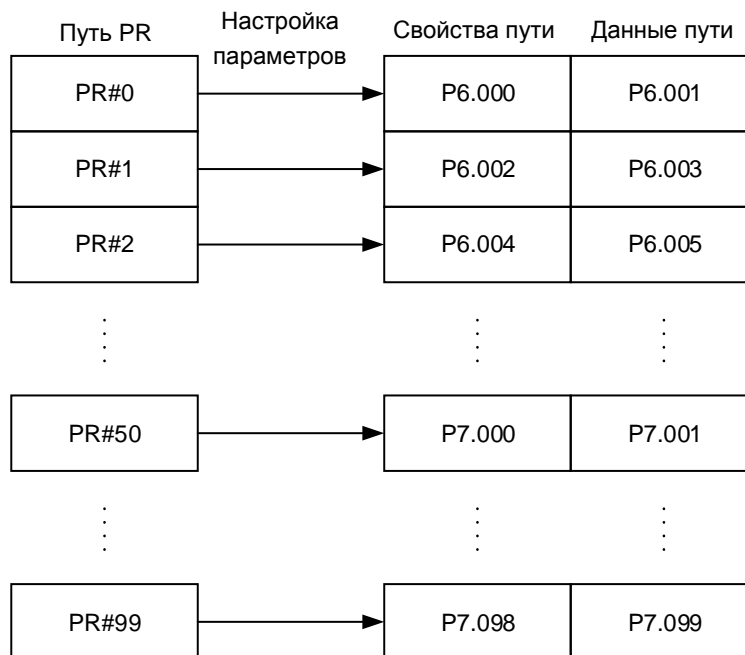 Путь PR
Настройка
параметров
Свойства пути
Данные пути
PR#0
P6.000
P6.001
PR#1
P6.002
P6.003
PR#2
P6.004
P6.005
PR#50
P7.000
P7.001
PR#99
P7.098
P7.099